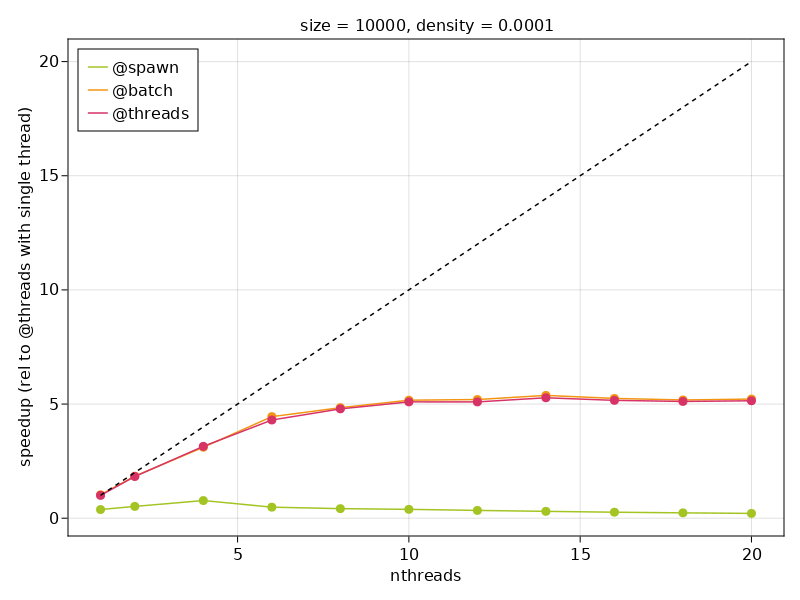 size = 10000, density = 0.0001
@spawn
@batch
@threads
speedup (rel to @threads with single thread)
20
15
10
5
0
5
10
15
20
nthreads